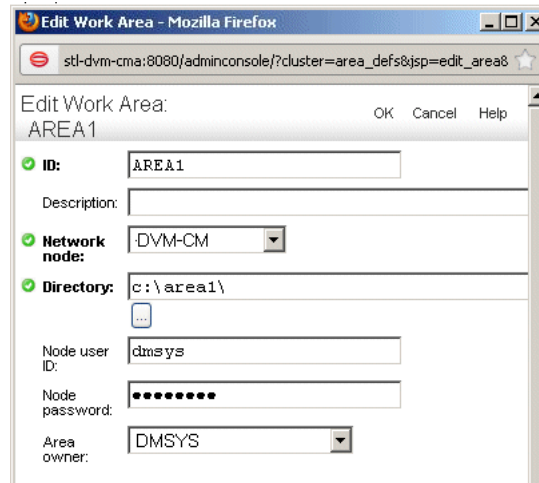 Edit Work Area - Mozilla Firefox
stl-dvm-cma:8080/adminconsole/?cluster=area_defs&jsp=edit_area&
Edit Work Area:
AREA1
OK Cancel Help
ID: AREA1
Description:
Network node: -DVM-CM
Directory: c:\area1\
...
Node user ID: dmsys
Node password: ●●●●●●●●
Area owner: DMSYS